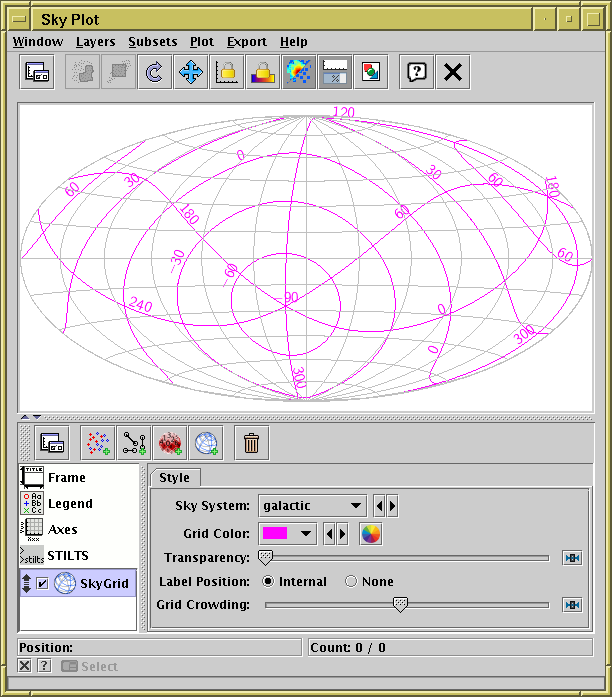 Sky Plot
Window Layers Subsets Plot Export Help
120
0
30
30
60
60
180
180
60
-30
-60
60
-90
240
0
300
0
300
Frame
Legend
Axes
STILTS
SkyGrid
Style
Sky System: galactic
Grid Color:
Transparency:
Label Position: Internal None
Grid Crowding:
Position: Count: 0 / 0
Select